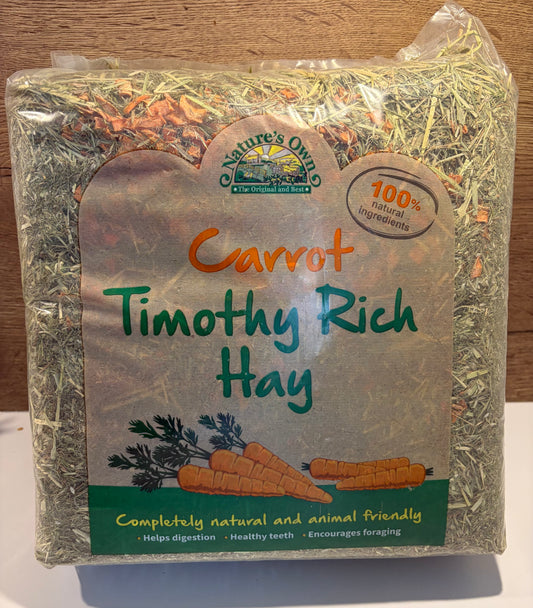 Nature's Own
The Original and Best
100%
natural
ingredients
Carrot
Timothy Rich
Hay
Completely natural and animal friendly
• Helps digestion • Healthy teeth • Encourages foraging